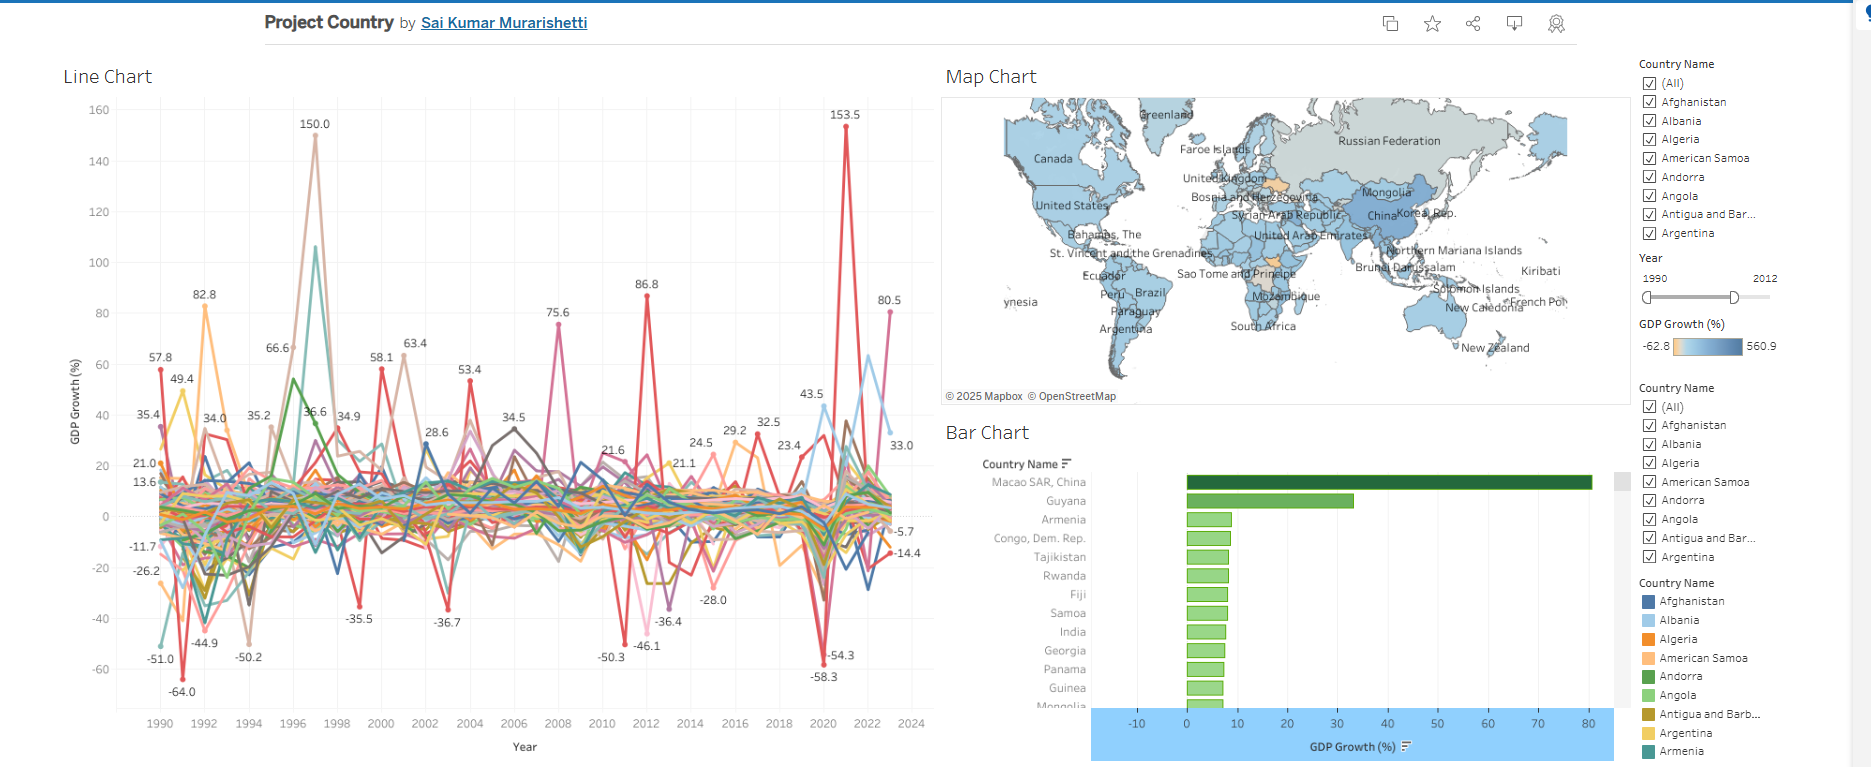 Project Country by Sai Kumar Murarishetti
Line Chart
160
140
120
100
80
60
40
20
0
-20
-40
-60
GDP Growth (%)
150.0
153.5
82.8
86.8
80.5
75.6
66.6
57.8
58.1
63.4
49.4
53.4
43.5
35.4
34.0
35.2
36.6
34.9
28.6
34.5
21.6
24.5
29.2
32.5
23.4
33.0
21.0
21.1
13.6
-5.7
-11.7
-14.4
-26.2
-28.0
-35.5
-36.7
-36.4
-44.9
-46.1
-51.0
-50.2
-50.3
-54.3
-58.3
-64.0
1990
1992
1994
1996
1998
2000
2002
2004
2006
2008
2010
2012
2014
2016
2018
2020
2022
2024
Year
Map Chart
Greenland
Russian Federation
Faroe Islands
Canada
United Kingdom
Mongolia
Bosnia and Herzegovina
United States
Syrian Arab Republic
China
Korea, Rep.
Bahamas, The
United Arab Emirates
St. Vincent and the Grenadines
Northern Mariana Islands
Ecuador
Sao Tome and Principe
Brunei Darussalam
Kiribati
Peru
Brazil
Mozambique
Solomon Islands
ynesia
French Pol
New Caledonia
Paraguay
Argentina
South Africa
New Zealand
© 2025 Mapbox © OpenStreetMap
Bar Chart
Country Name
Macao SAR, China
Guyana
Armenia
Congo, Dem. Rep.
Tajikistan
Rwanda
Fiji
Samoa
India
Georgia
Panama
Guinea
Mongolia
-10
0
10
20
30
40
50
60
70
80
GDP Growth (%)
Country Name
(All)
Afghanistan
Albania
Algeria
American Samoa
Andorra
Angola
Antigua and Bar...
Argentina
Year
1990 2012
GDP Growth (%)
-62.8 560.9
Country Name
(All)
Afghanistan
Albania
Algeria
American Samoa
Andorra
Angola
Antigua and Bar...
Argentina
Country Name
Afghanistan
Albania
Algeria
American Samoa
Andorra
Angola
Antigua and Barb...
Argentina
Armenia